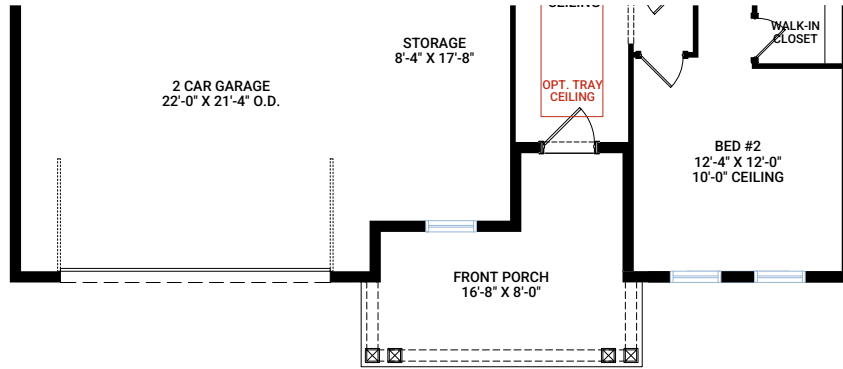 CEILING
WALK-IN
CLOSET
STORAGE
8'-4" X 17'-8"
2 CAR GARAGE
22'-0" X 21'-4" O.D.
OPT. TRAY
CEILING
BED #2
12'-4" X 12'-0"
10'-0" CEILING
FRONT PORCH
16'-8" X 8'-0"